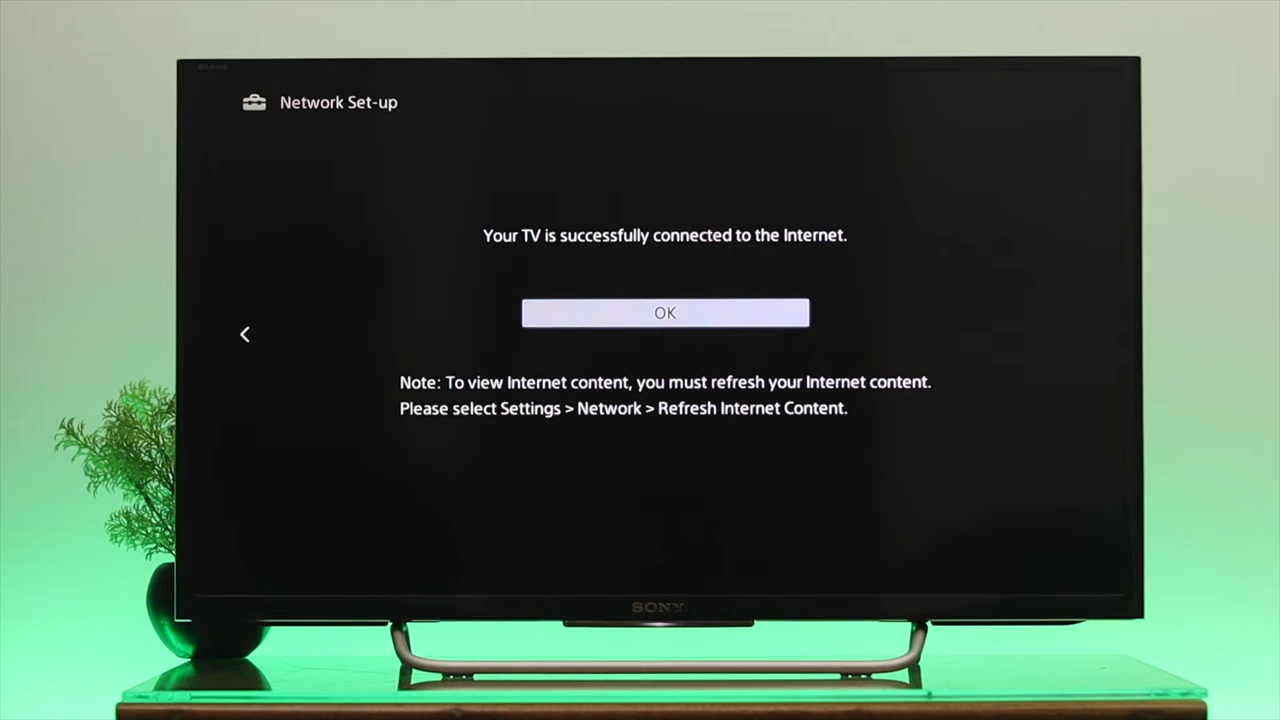 BRAVIA
Network Set-up
Your TV is successfully connected to the Internet.
OK
Note: To view Internet content, you must refresh your Internet content.
Please select Settings > Network > Refresh Internet Content.
SONY